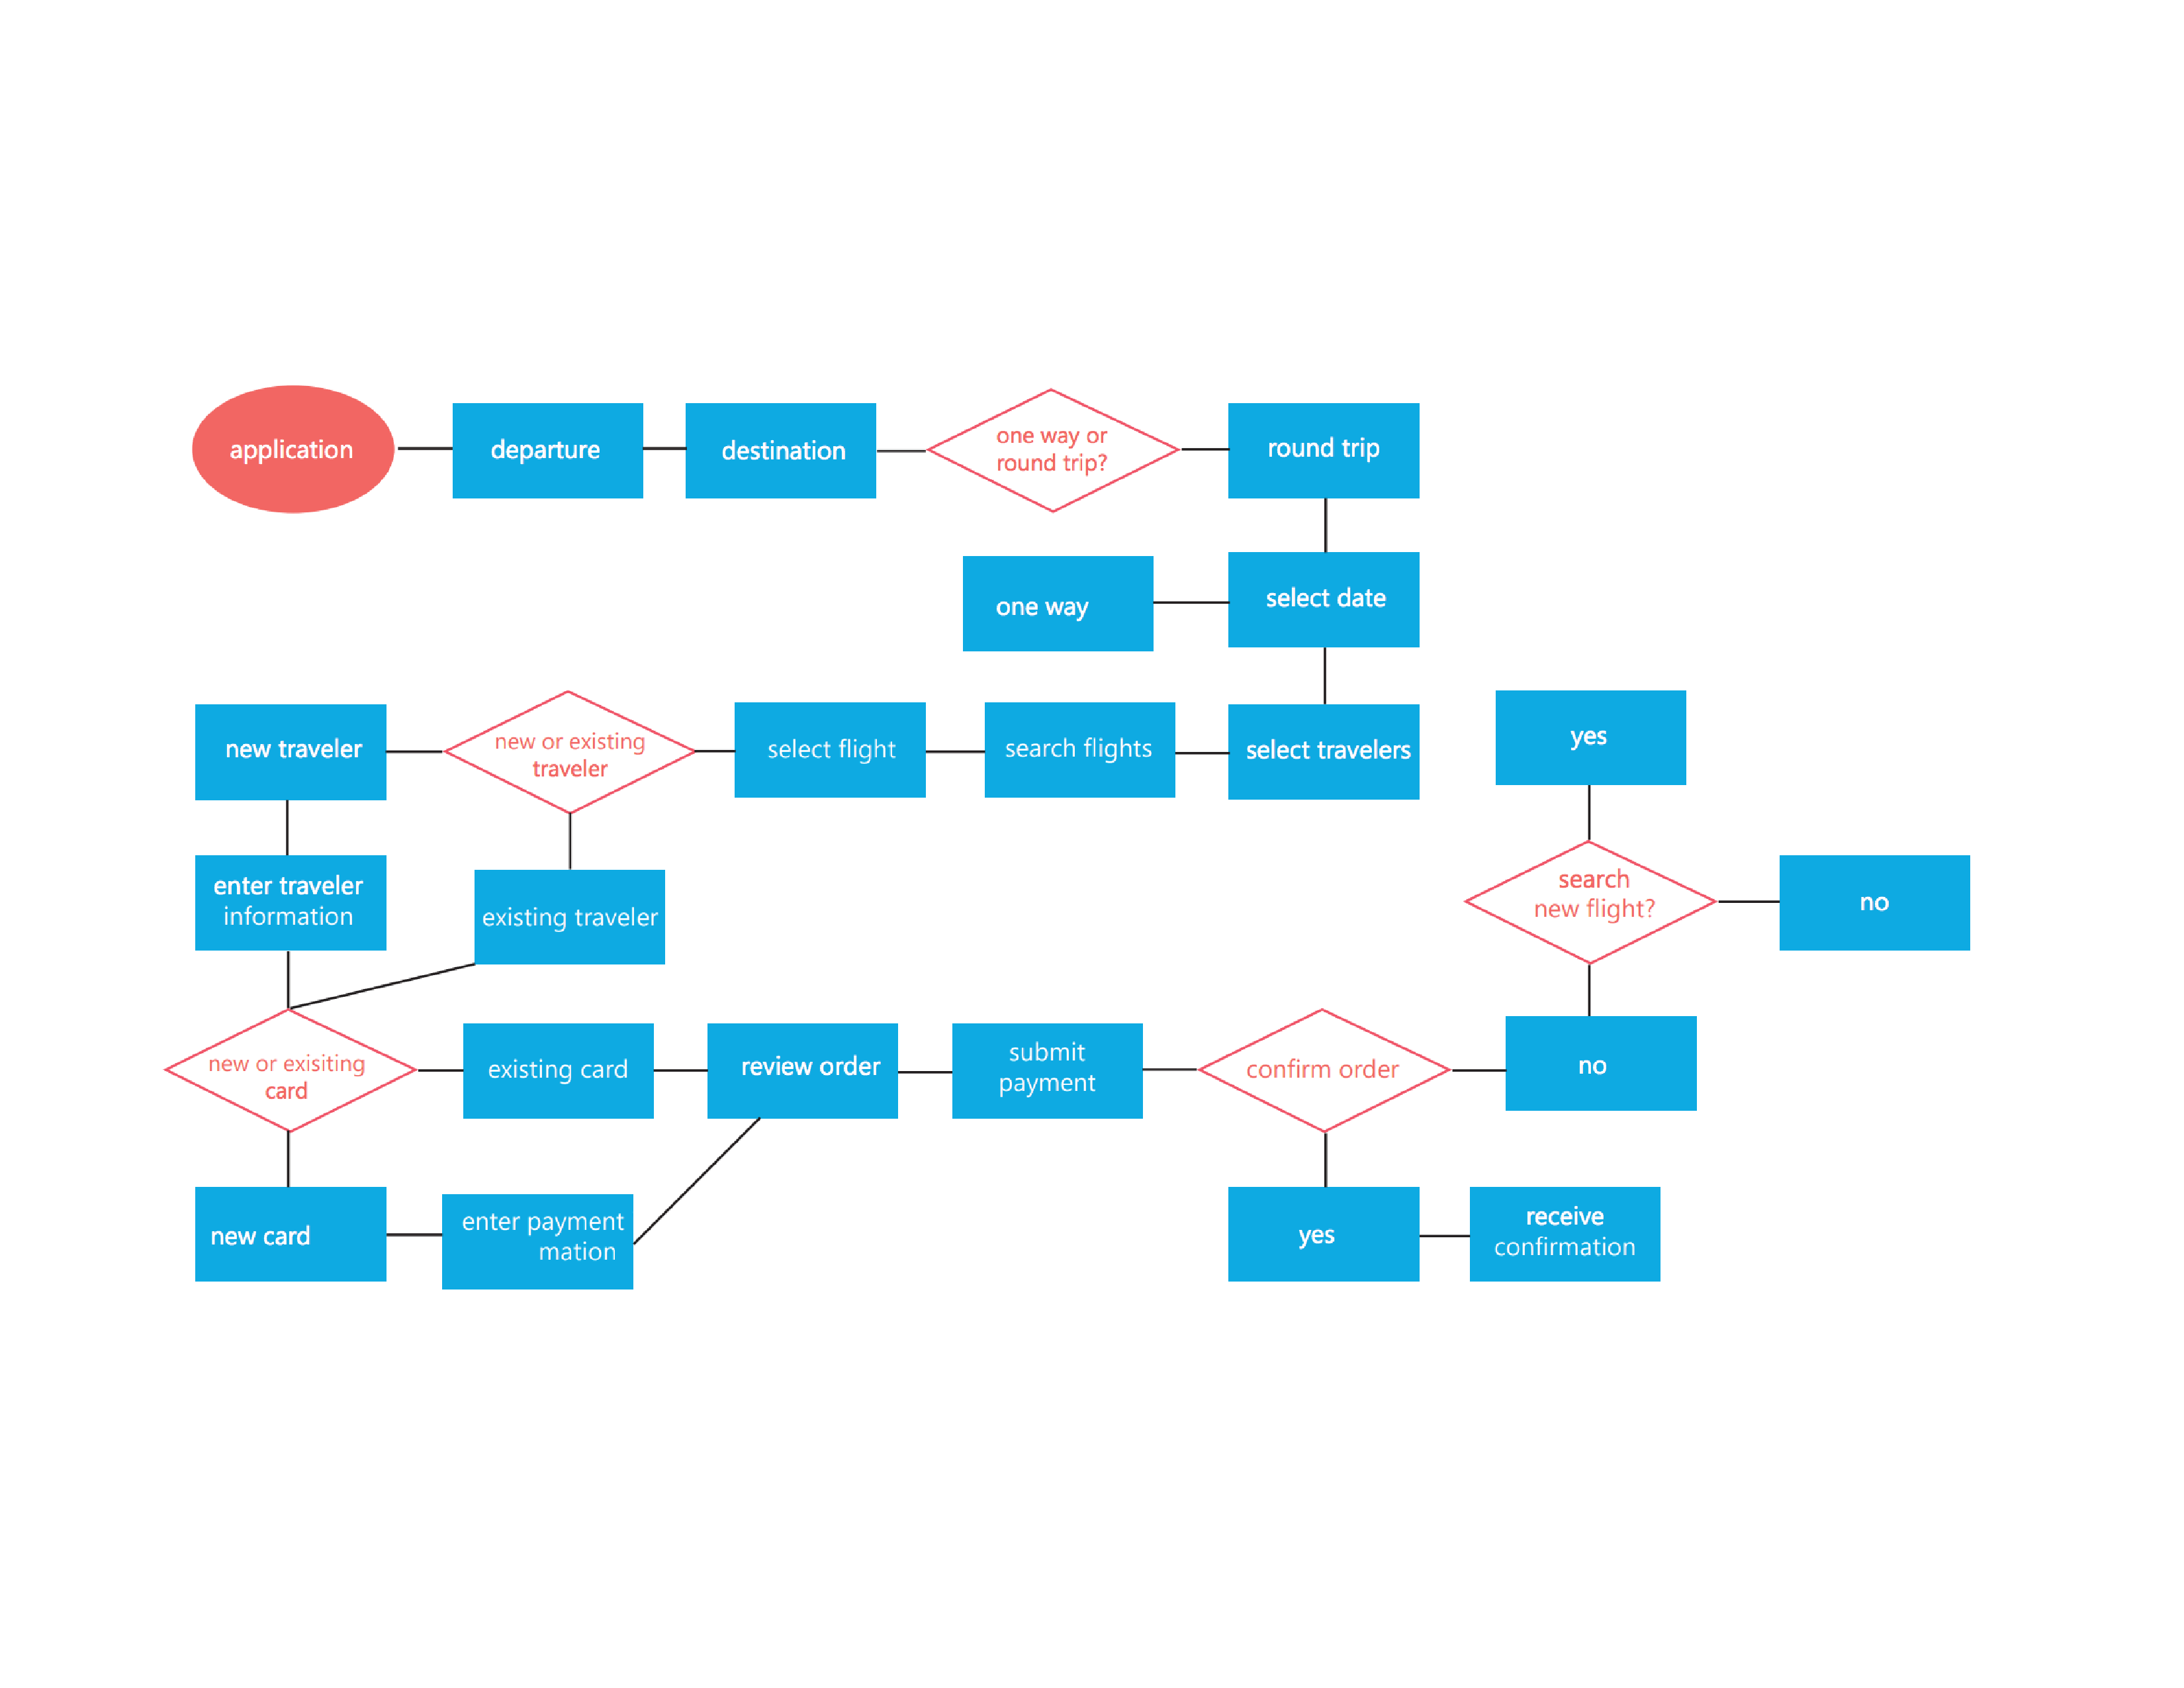 application
departure
destination
one way or
round trip?
round trip
one way
select date
new traveler
new or existing
traveler
select flight
search flights
select travelers
yes
enter traveler
information
existing traveler
search
new flight?
no
new or exisiting
card
existing card
review order
submit
payment
confirm order
no
new card
enter payment
mation
yes
receive
confirmation